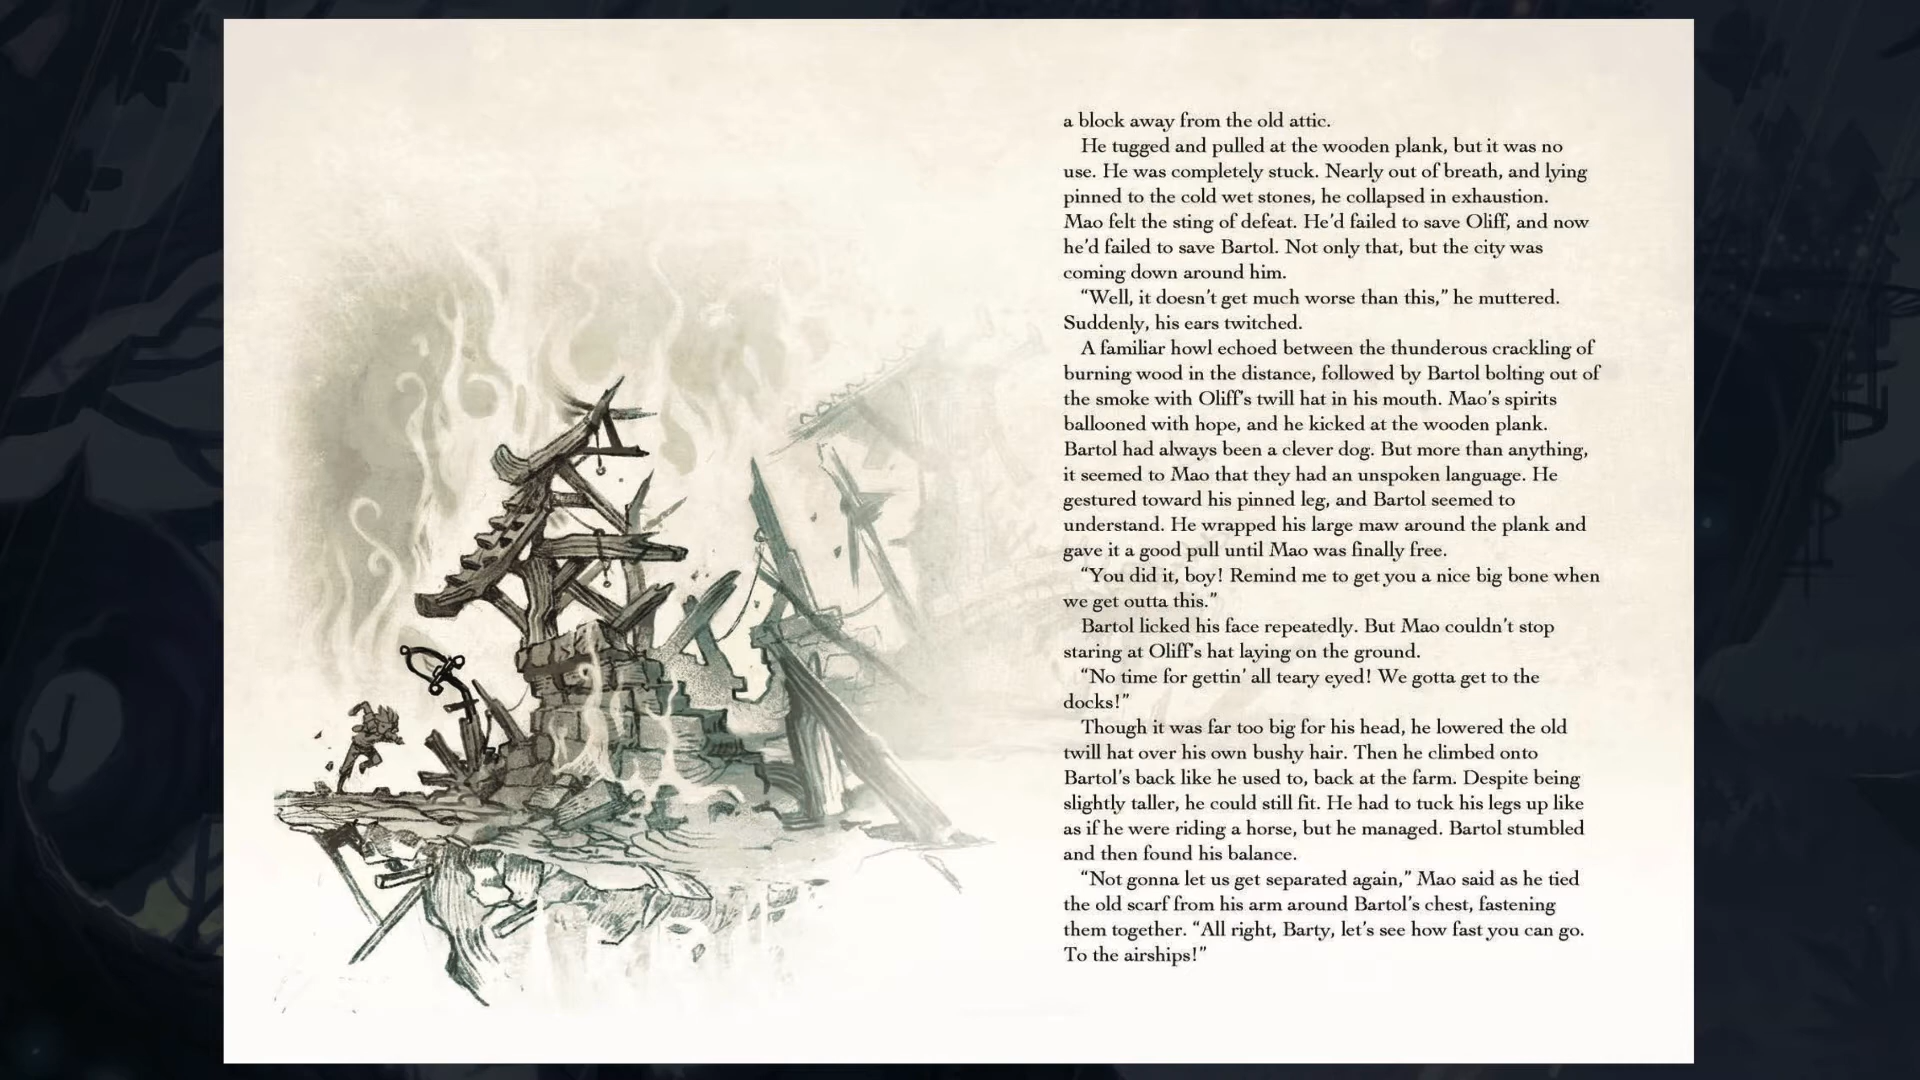 a block away from the old attic.
He tugged and pulled at the wooden plank, but it was no
use. He was completely stuck. Nearly out of breath, and lying
pinned to the cold wet stones, he collapsed in exhaustion.
Mao felt the sting of defeat. He’d failed to save Oliff, and now
he’d failed to save Bartol. Not only that, but the city was
coming down around him.
“Well, it doesn’t get much worse than this,” he muttered.
Suddenly, his ears twitched.
A familiar howl echoed between the thunderous crackling of
burning wood in the distance, followed by Bartol bolting out of
the smoke with Oliff’s twill hat in his mouth. Mao’s spirits
ballooned with hope, and he kicked at the wooden plank.
Bartol had always been a clever dog. But more than anything,
it seemed to Mao that they had an unspoken language. He
gestured toward his pinned leg, and Bartol seemed to
understand. He wrapped his large maw around the plank and
gave it a good pull until Mao was finally free.
“You did it, boy! Remind me to get you a nice big bone when
we get outta this.”
Bartol licked his face repeatedly. But Mao couldn’t stop
staring at Oliff’s hat laying on the ground.
“No time for gettin’ all teary eyed! We gotta get to the
docks!”
Though it was far too big for his head, he lowered the old
twill hat over his own bushy hair. Then he climbed onto
Bartol’s back like he used to, back at the farm. Despite being
slightly taller, he could still fit. He had to tuck his legs up like
as if he were riding a horse, but he managed. Bartol stumbled
and then found his balance.
“Not gonna let us get separated again,” Mao said as he tied
the old scarf from his arm around Bartol’s chest, fastening
them together. “All right, Barty, let’s see how fast you can go.
To the airships!”